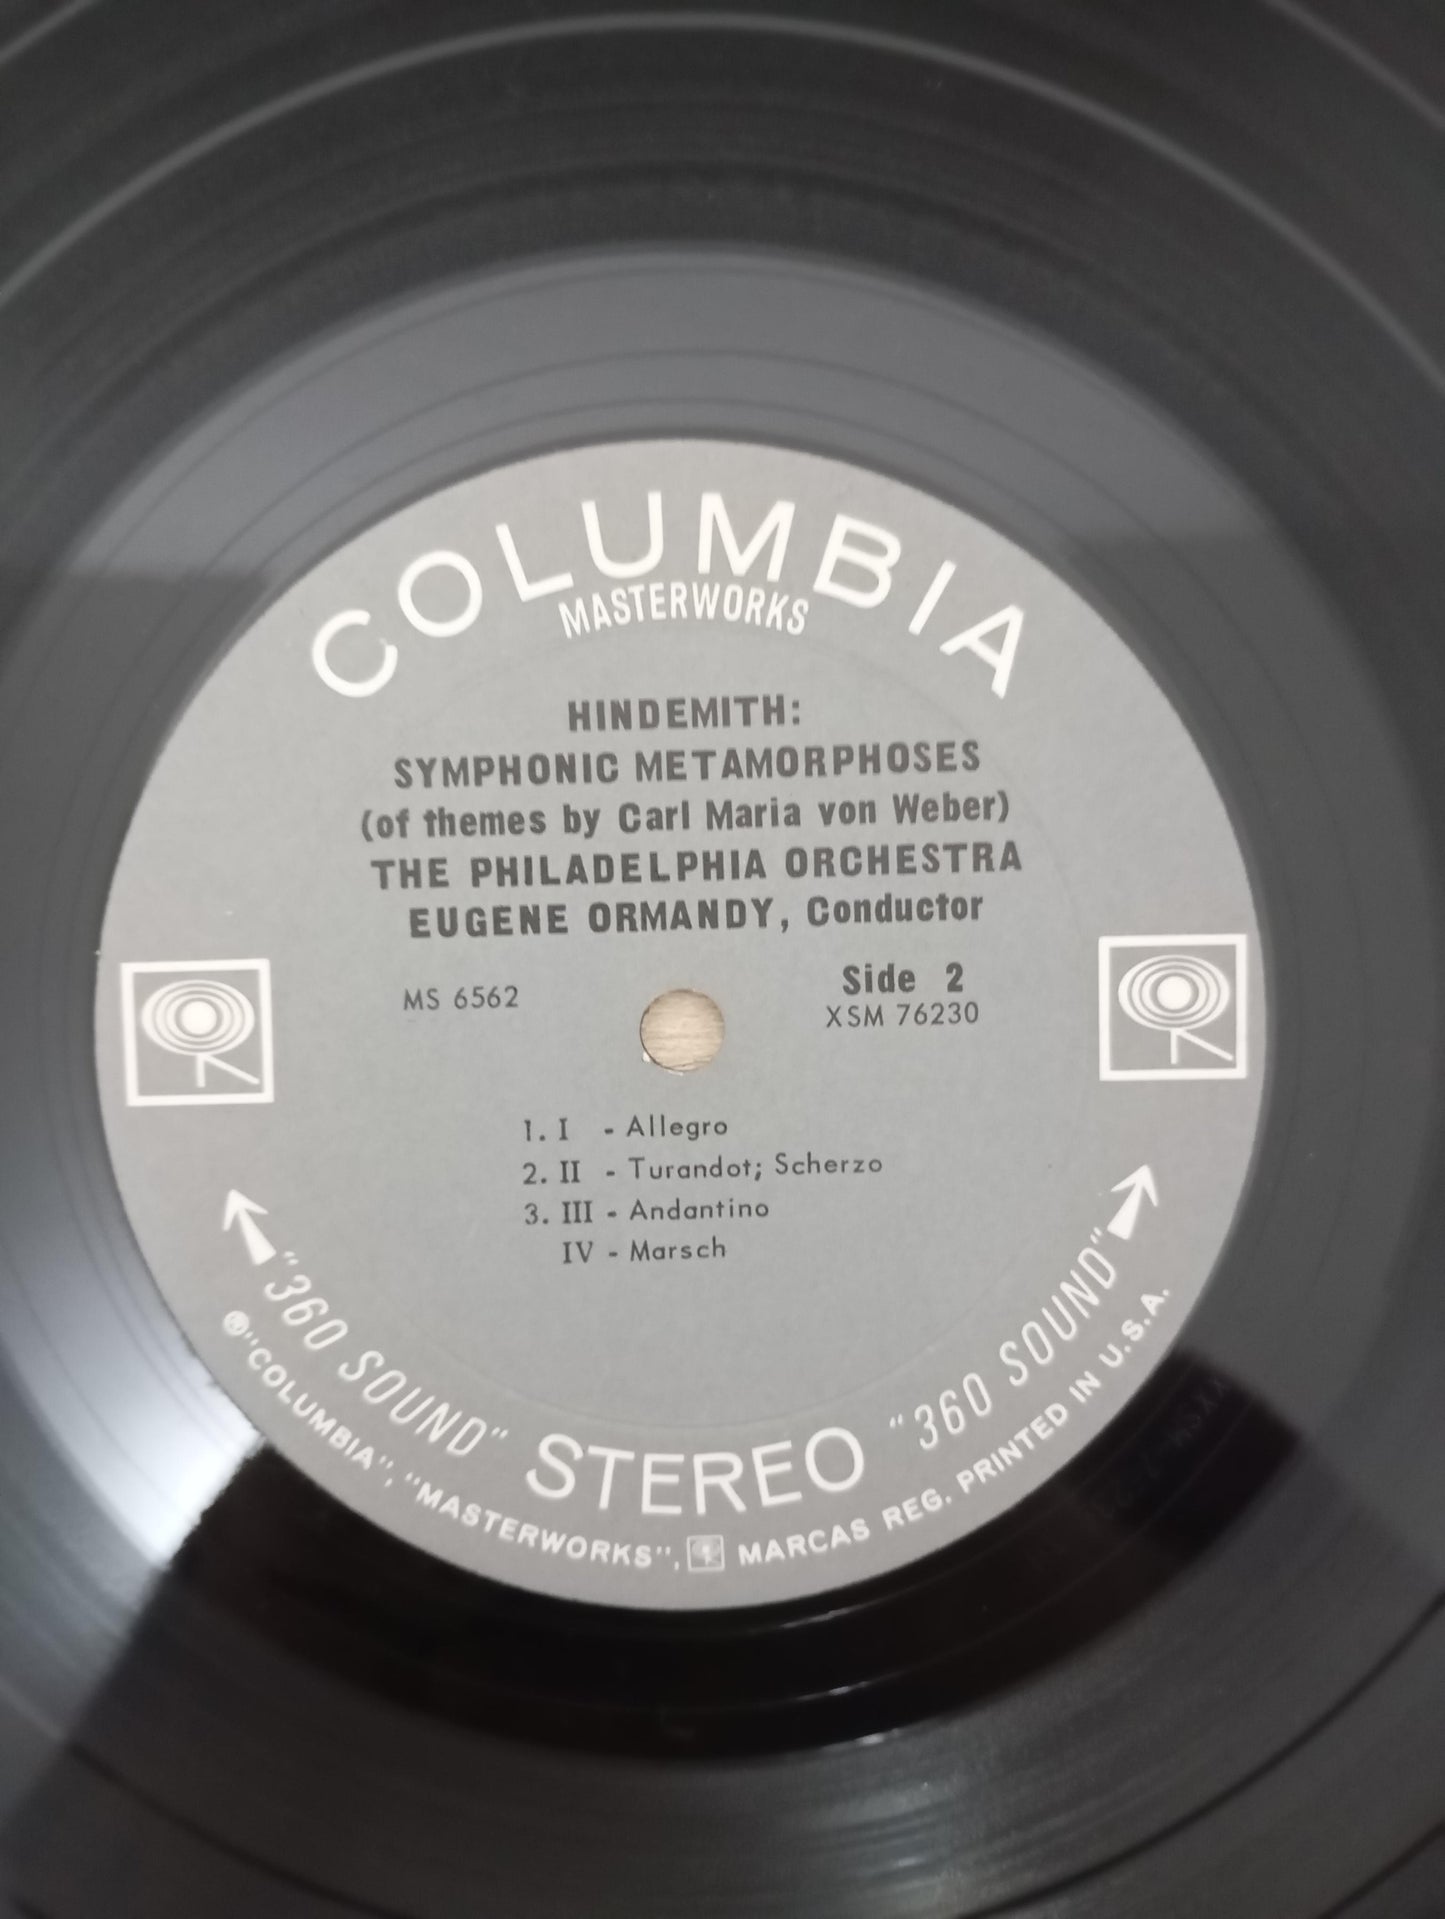 COLUMBIA
MASTERWORKS
HINDEMITH:
SYMPHONIC METAMORPHOSES
(of themes by Carl Maria von Weber)
THE PHILADELPHIA ORCHESTRA
EUGENE ORMANDY, Conductor
MS 6562
Side 2
XSM 76230
1. I - Allegro
2. II - Turandot; Scherzo
3. III - Andantino
IV - Marsch
"360 SOUND" STEREO "360 SOUND"
® "COLUMBIA", "MASTERWORKS", MARCAS REG. PRINTED IN U.S.A.